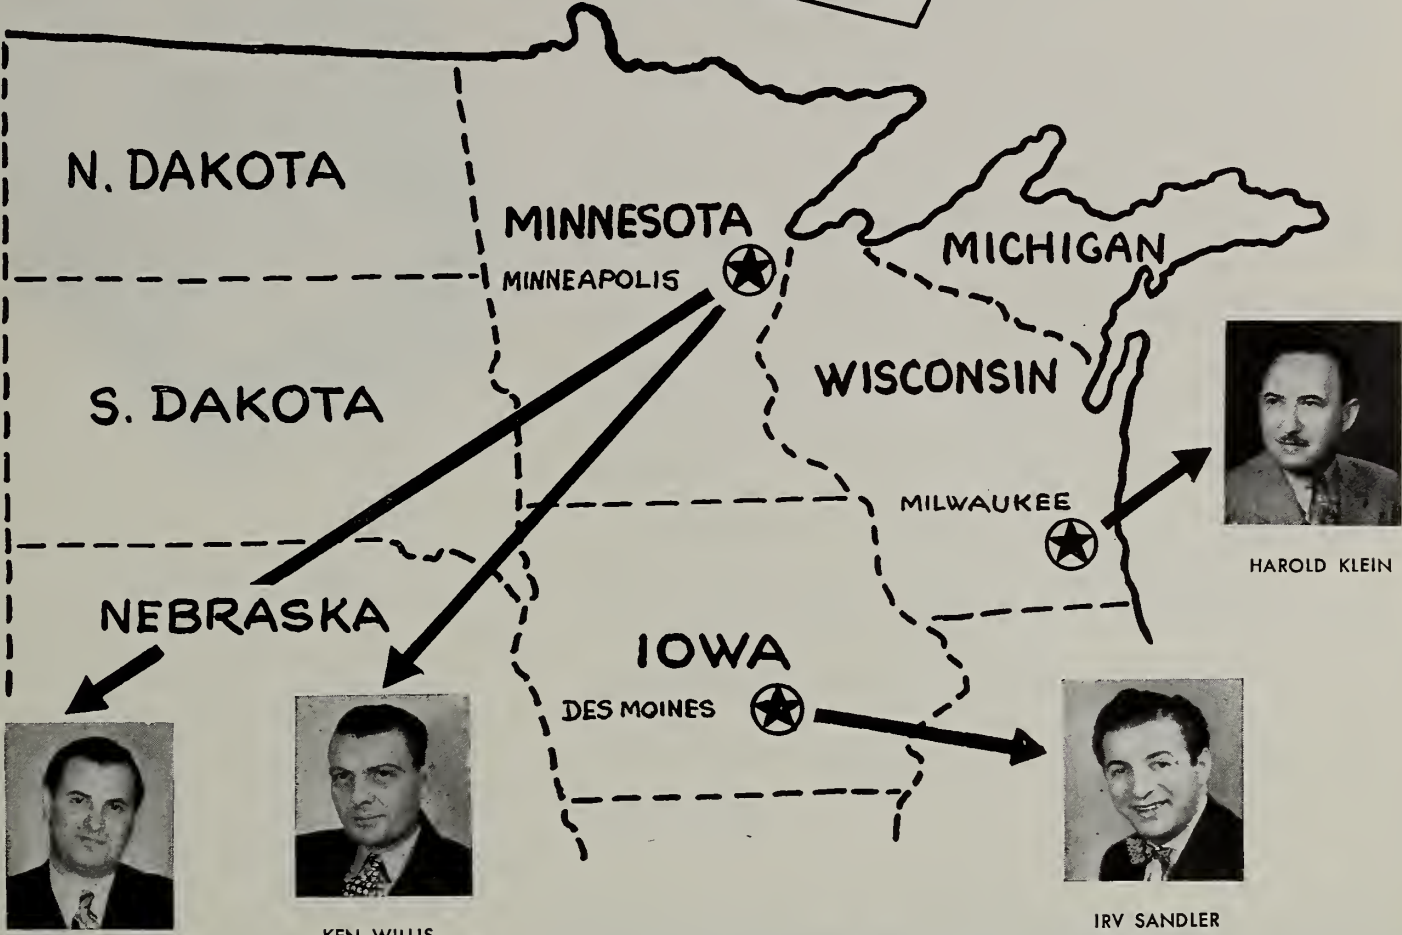 N. DAKOTA
MINNESOTA
MINNEAPOLIS
MICHIGAN
S. DAKOTA
WISCONSIN
MILWAUKEE
HAROLD KLEIN
NEBRASKA
IOWA
DES MOINES
KEN WILLIS
IRV SANDLER